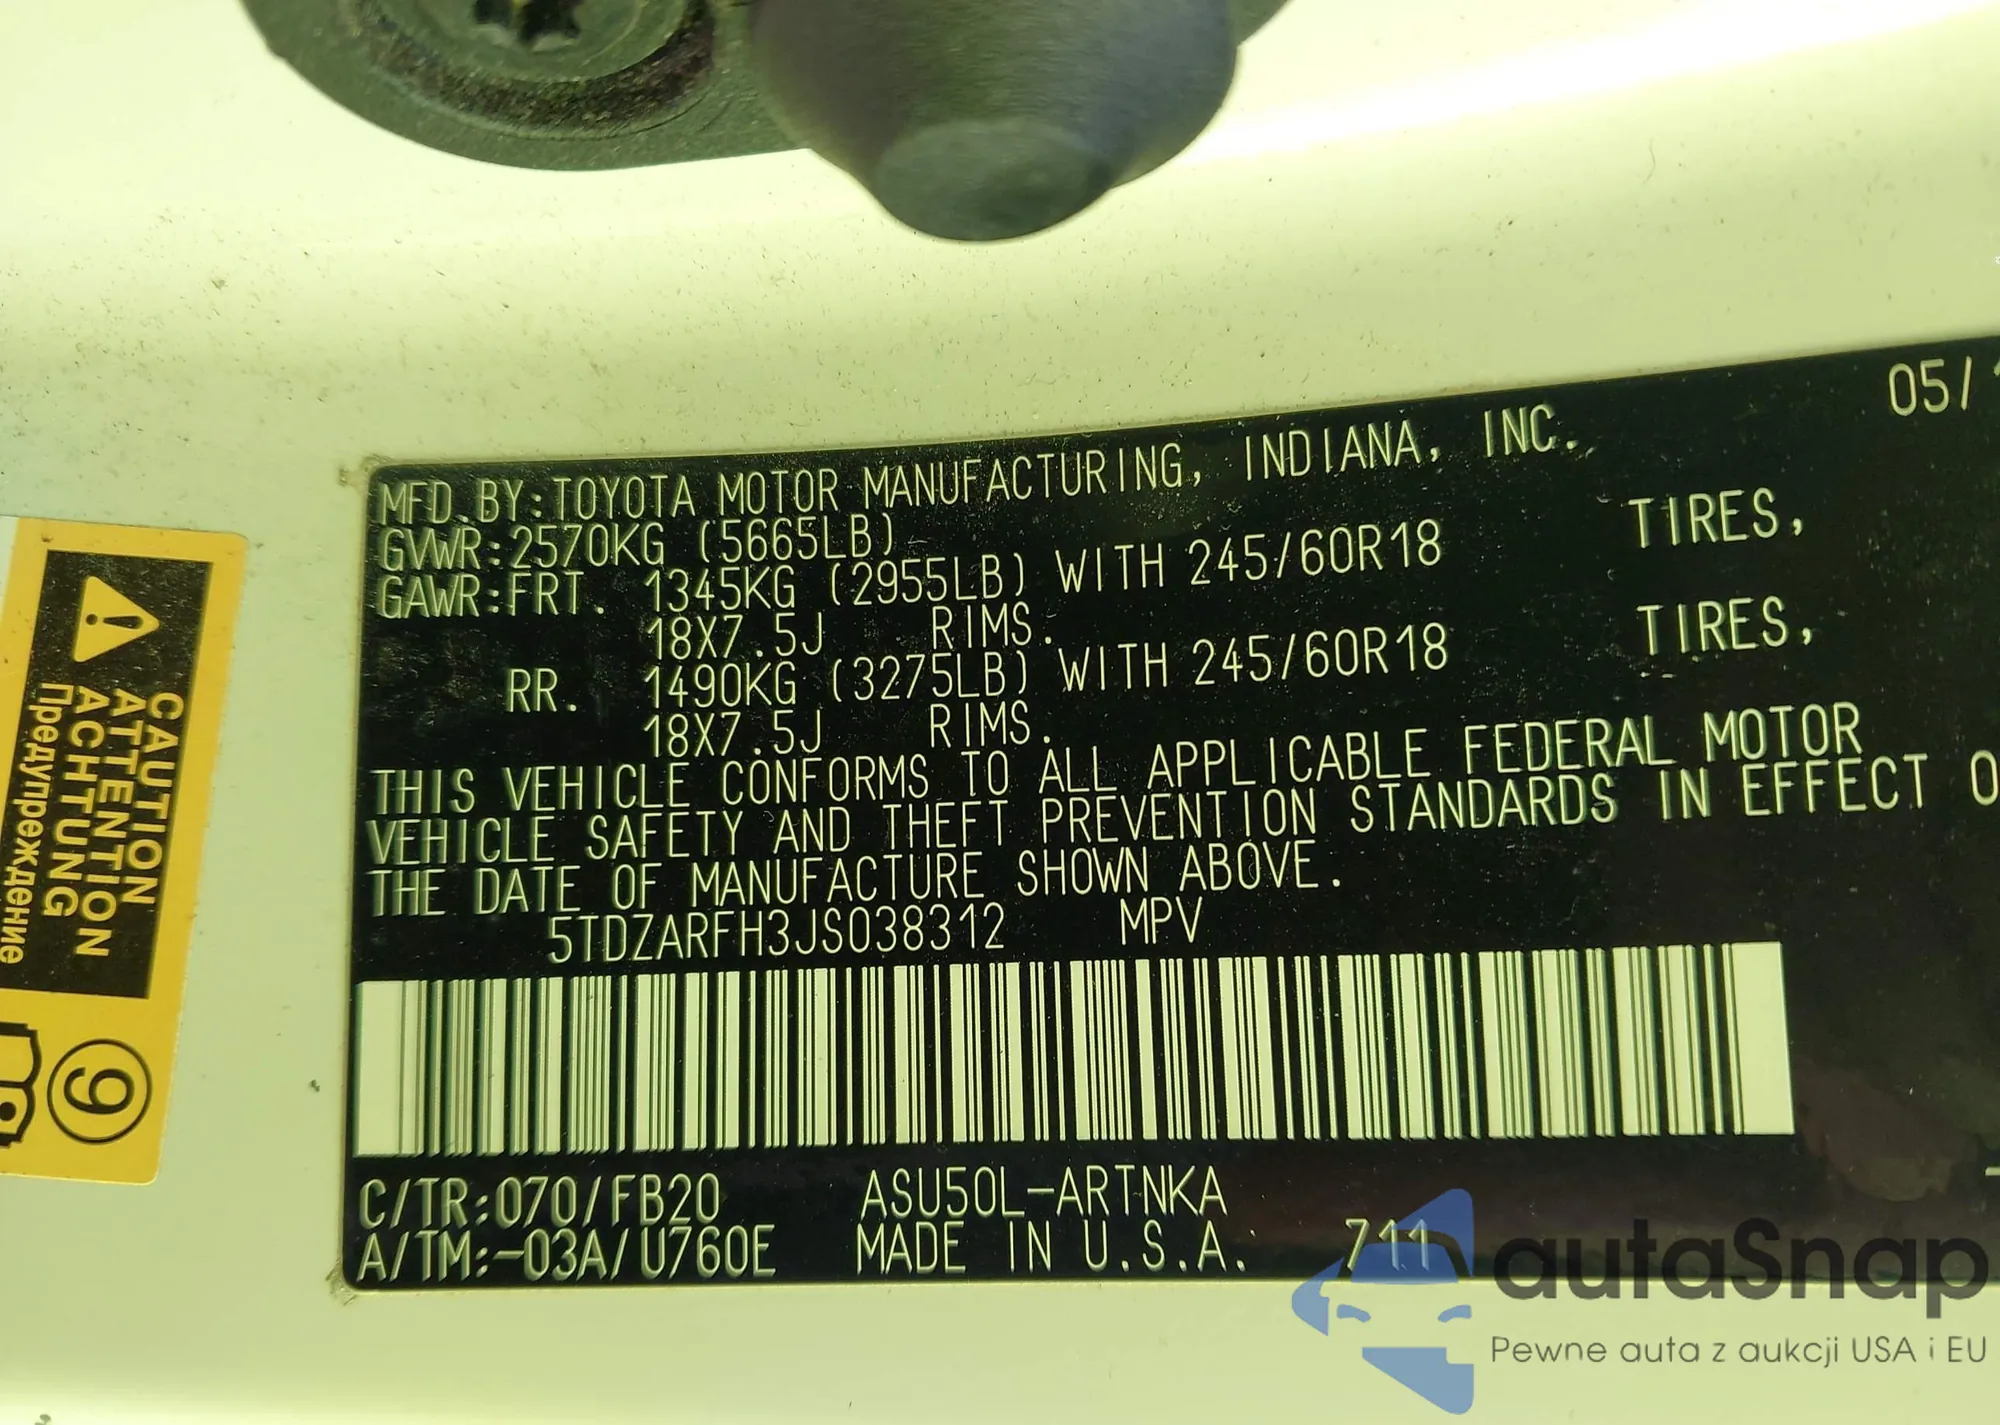 05/
MFD.BY:TOYOTA MOTOR MANUFACTURING, INDIANA, INC.
GVWR:2570KG (5665LB)
GAWR:FRT. 1345KG (2955LB) WITH 245/60R18 TIRES,
18X7.5J RIMS.
RR. 1490KG (3275LB) WITH 245/60R18 TIRES,
18X7.5J RIMS.
THIS VEHICLE CONFORMS TO ALL APPLICABLE FEDERAL MOTOR
VEHICLE SAFETY AND THEFT PREVENTION STANDARDS IN EFFECT O
THE DATE OF MANUFACTURE SHOWN ABOVE.
5TDZARFH3JS038312 MPV
C/TR:070/FB20 ASU50L-ARTNKA
A/TM:-03A/U760E MADE IN U.S.A. 711
CAUTION
ATTENTION
ACHTUNG
Предупреждение
9
autaSnap
Pewne auta z aukcji USA i EU